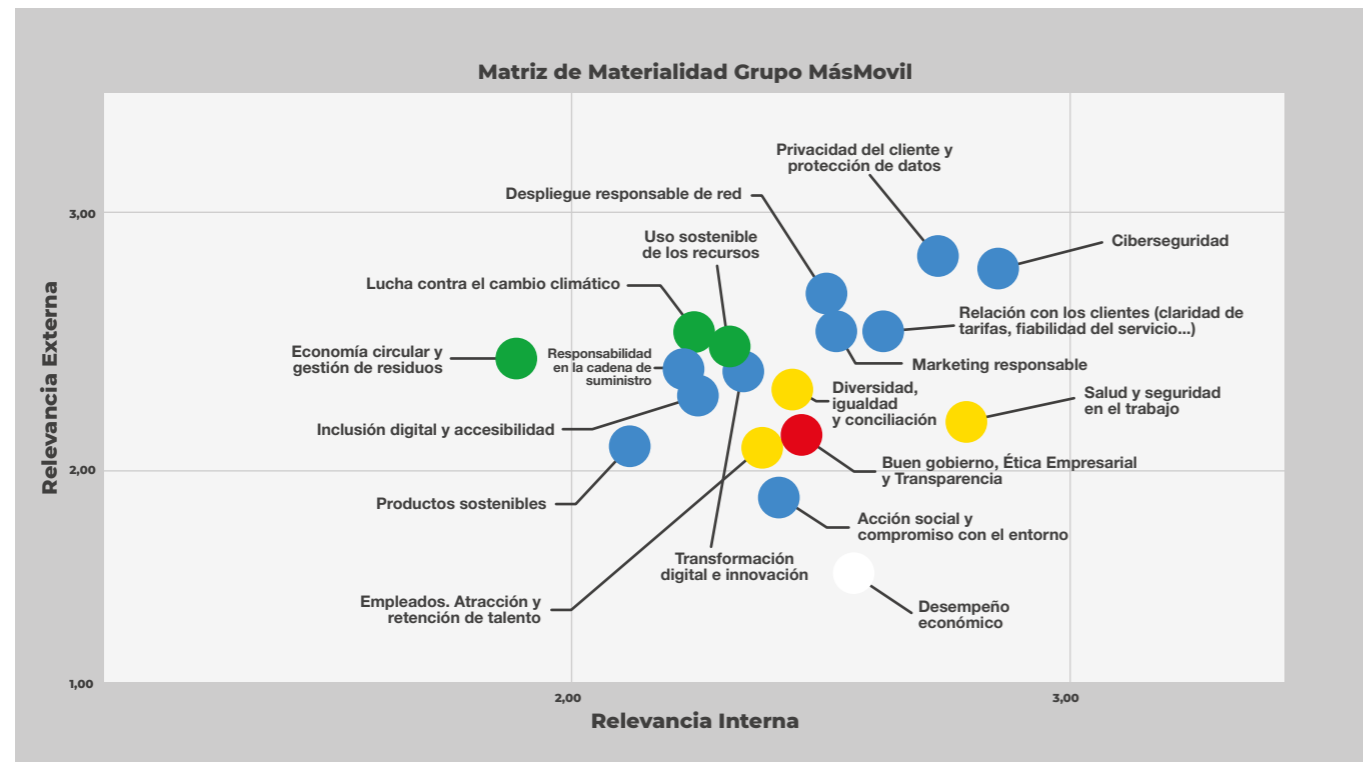 Matriz de Materialidad Grupo MásMovil
Privacidad del cliente y
protección de datos
Despliegue responsable de red
3,00
Uso sostenible
de los recursos
Ciberseguridad
Lucha contra el cambio climático
Relación con los clientes (claridad de
tarifas, fiabilidad del servicio...)
Economía circular y
gestión de residuos
Responsabilidad
en la cadena de
suministro
Marketing responsable
Diversidad,
igualdad
y conciliación
Salud y seguridad
en el trabajo
Inclusión digital y accesibilidad
Relevancia Externa
2,00
Buen gobierno, Ética Empresarial
y Transparencia
Productos sostenibles
Acción social y
compromiso con el entorno
Transformación
digital e innovación
Empleados. Atracción y
retención de talento
Desempeño
económico
1,00
2,00
3,00
Relevancia Interna